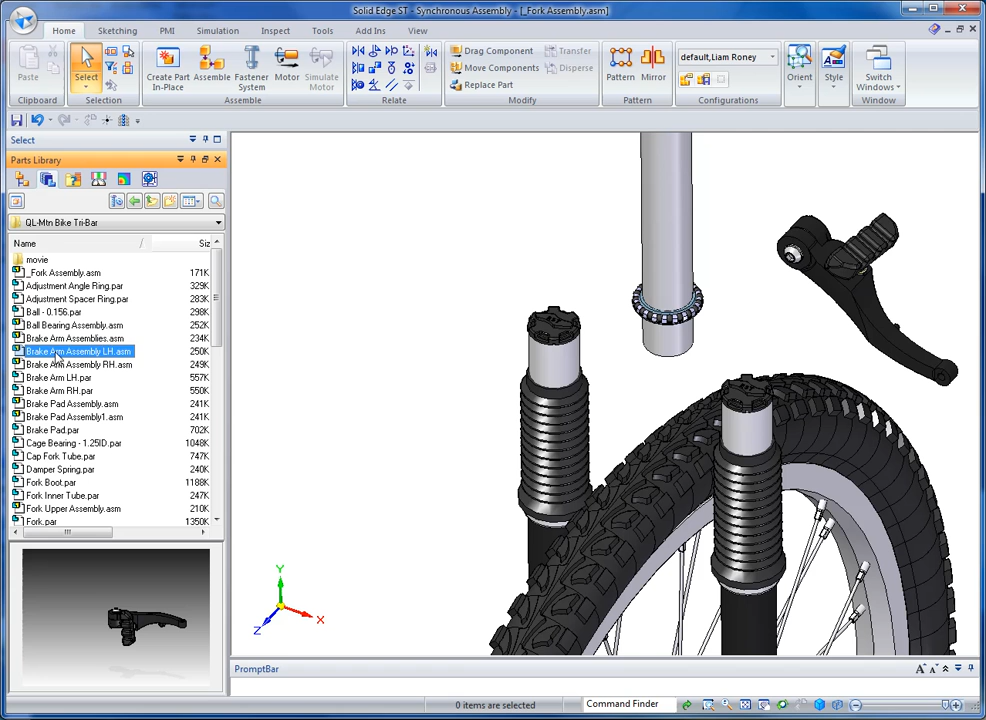 Solid Edge ST - Synchronous Assembly - [_Fork Assembly.asm]
Home Sketching PMI Simulation Inspect Tools Add Ins View
Paste
Select
Create Part In-Place
Assemble
Fastener System
Motor
Simulate Motor
Drag Component
Move Components
Replace Part
Transfer
Disperse
Pattern
Mirror
default,Liam Roney
Orient
Style
Switch Windows
Clipboard Selection Assemble Relate Modify Pattern Configurations Window
Select
Parts Library
QL-Mtn Bike Tri-Bar
Name Siz
movie
_Fork Assembly.asm 171K
Adjustment Angle Ring.par 329K
Adjustment Spacer Ring.par 283K
Ball - 0.156.par 298K
Ball Bearing Assembly.asm 252K
Brake Arm Assemblies.asm 234K
Brake Arm Assembly LH.asm 250K
Brake Arm Assembly RH.asm 249K
Brake Arm LH.par 557K
Brake Arm RH.par 550K
Brake Pad Assembly.asm 241K
Brake Pad Assembly1.asm 241K
Brake Pad.par 702K
Cage Bearing - 1.25ID.par 1048K
Cap Fork Tube.par 747K
Damper Spring.par 240K
Fork Boot.par 1188K
Fork Inner Tube.par 247K
Fork Upper Assembly.asm 210K
Fork.par 1350K
Y
X
Z
PromptBar
0 items are selected
Command Finder